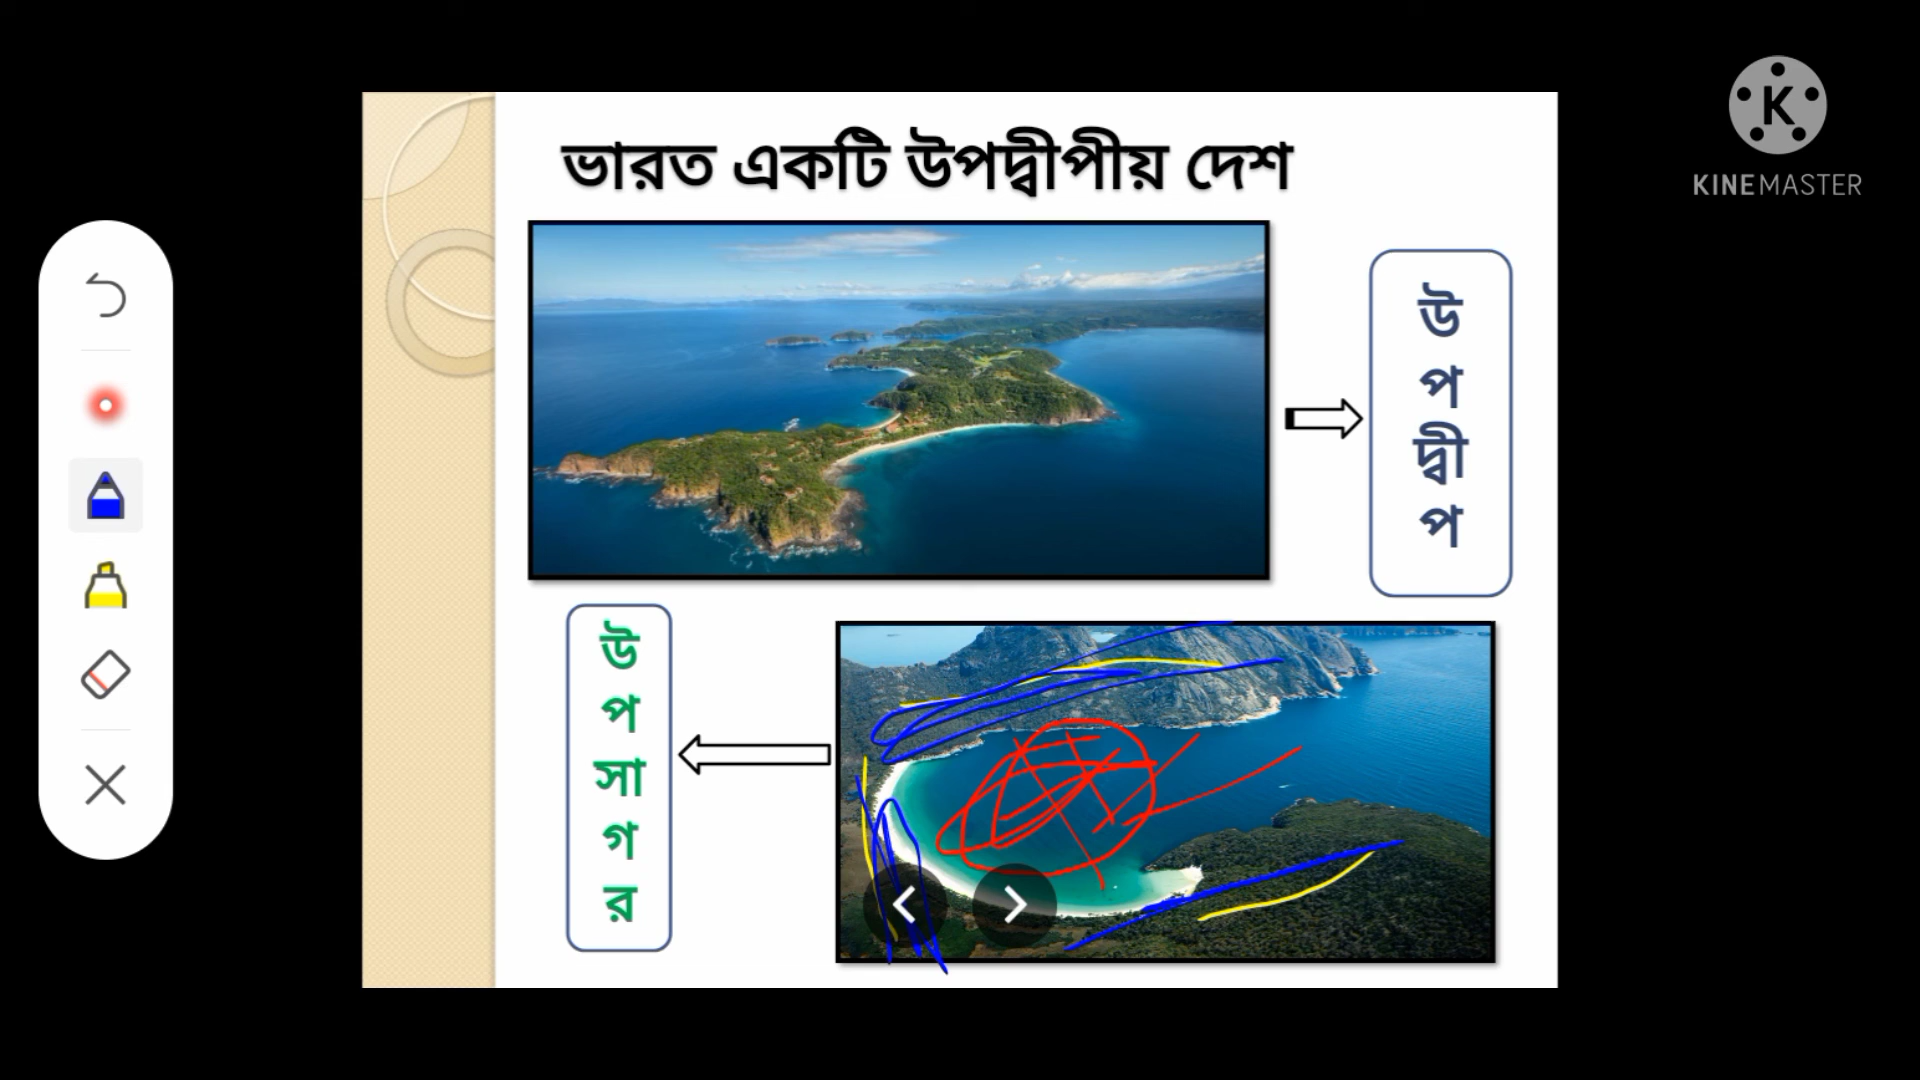 ভারত একটি উপদ্বীপীয় দেশ
উ
প
দ্বী
প
উ
প
সা
গ
র
K
KINEMASTER